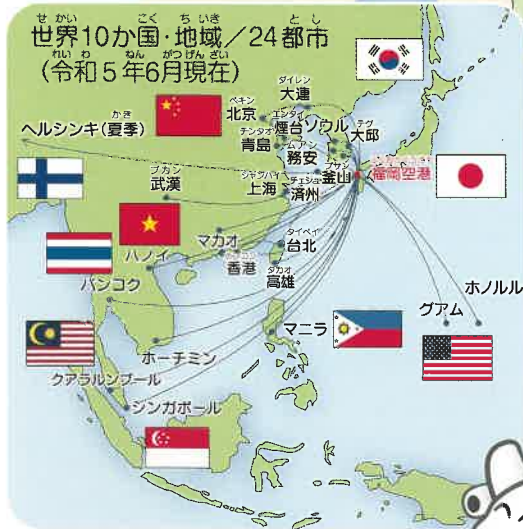 世界10か国・地域／24都市
(令和5年6月現在)
大連
北京
煙台
ソウル
大邱
ヘルシンキ(夏季)
青島
務安
釜山
福岡空港
武漢
上海
済州
マカオ
台北
ハノイ
香港
高雄
バンコク
ホノルル
グアム
マニラ
ホーチミン
クアラルンプール
シンガポール